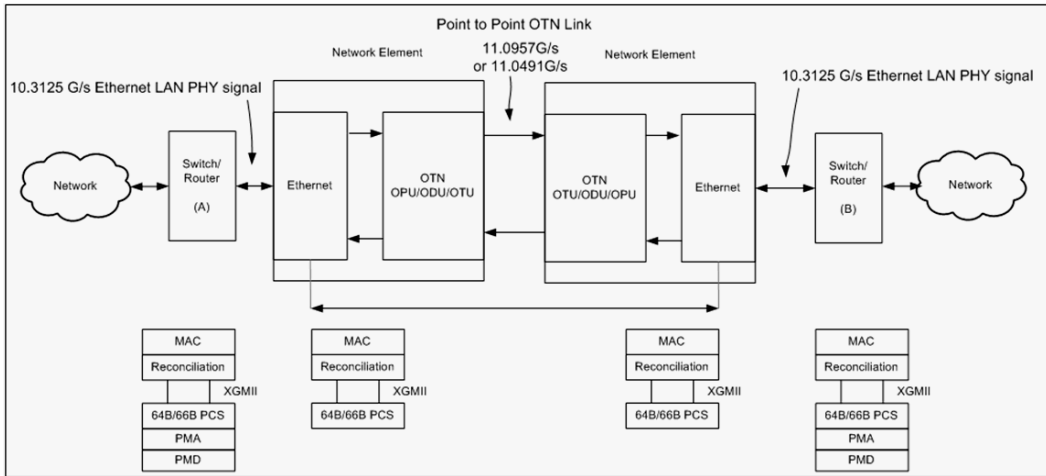 Point to Point OTN Link
Network Element
11.0957G/s
or 11.0491G/s
Network Element
10.3125 G/s Ethernet LAN PHY signal
10.3125 G/s Ethernet LAN PHY signal
Network
Switch/
Router
(A)
Ethernet
OTN
OPU/ODU/OTU
OTN
OTU/ODU/OPU
Ethernet
Switch/
Router
(B)
Network
MAC
Reconciliation
XGMII
64B/66B PCS
PMA
PMD
MAC
Reconciliation
XGMII
64B/66B PCS
MAC
Reconciliation
XGMII
64B/66B PCS
MAC
Reconciliation
XGMII
64B/66B PCS
PMA
PMD